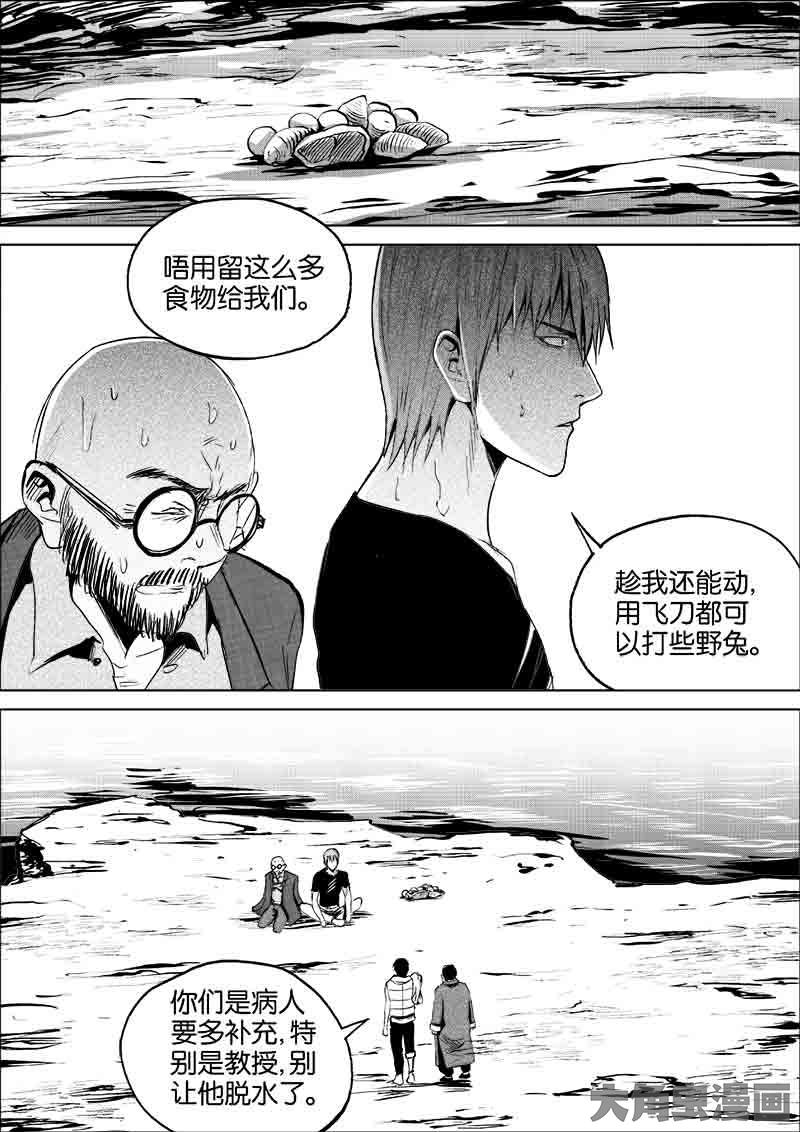 唔用留这么多
食物给我们。
趁我还能动,
用飞刀都可
以打些野兔。
你们是病人
要多补充,特
别是教授,别
让他脱水了。
大角虫漫画